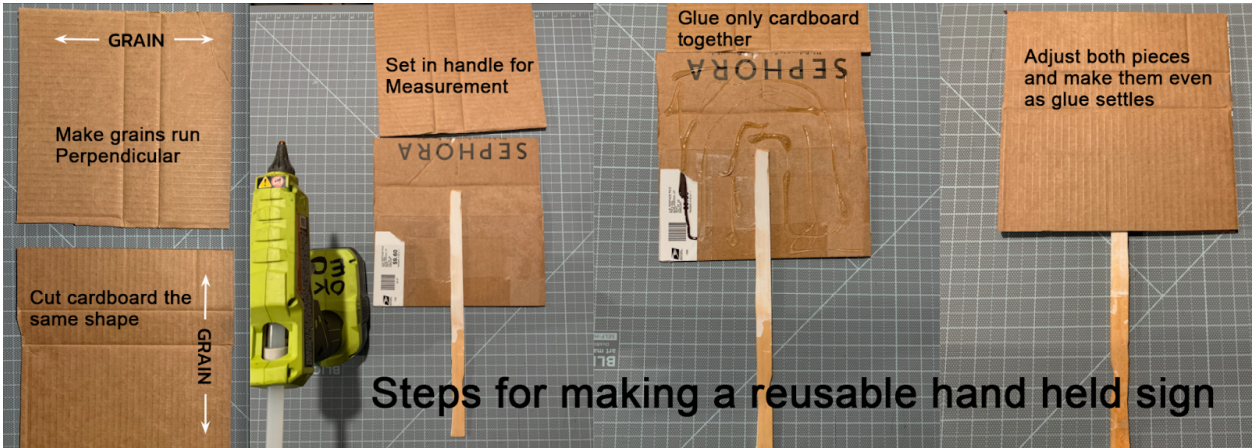 GRAIN
Make grains run
Perpendicular
Cut cardboard the
same shape
GRAIN
Set in handle for
Measurement
SEPHORA
Glue only cardboard
together
SEPHORA
Adjust both pieces
and make them even
as glue settles
Steps for making a reusable hand held sign